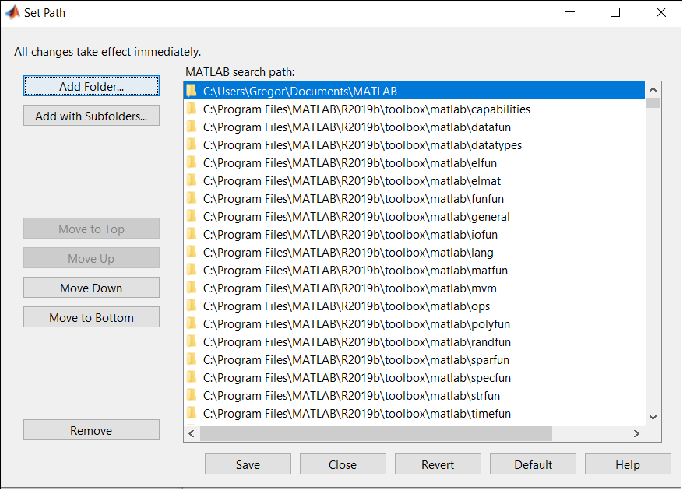 Set Path
All changes take effect immediately.
Add Folder...
Add with Subfolders...
Move to Top
Move Up
Move Down
Move to Bottom
Remove
MATLAB search path:
C:\Users\Gregor\Documents\MATLAB
C:\Program Files\MATLAB\R2019b\toolbox\matlab\capabilities
C:\Program Files\MATLAB\R2019b\toolbox\matlab\datafun
C:\Program Files\MATLAB\R2019b\toolbox\matlab\datatypes
C:\Program Files\MATLAB\R2019b\toolbox\matlab\elfun
C:\Program Files\MATLAB\R2019b\toolbox\matlab\elmat
C:\Program Files\MATLAB\R2019b\toolbox\matlab\funfun
C:\Program Files\MATLAB\R2019b\toolbox\matlab\general
C:\Program Files\MATLAB\R2019b\toolbox\matlab\iofun
C:\Program Files\MATLAB\R2019b\toolbox\matlab\lang
C:\Program Files\MATLAB\R2019b\toolbox\matlab\matfun
C:\Program Files\MATLAB\R2019b\toolbox\matlab\mvm
C:\Program Files\MATLAB\R2019b\toolbox\matlab\ops
C:\Program Files\MATLAB\R2019b\toolbox\matlab\polyfun
C:\Program Files\MATLAB\R2019b\toolbox\matlab\randfun
C:\Program Files\MATLAB\R2019b\toolbox\matlab\sparfun
C:\Program Files\MATLAB\R2019b\toolbox\matlab\specfun
C:\Program Files\MATLAB\R2019b\toolbox\matlab\strfun
C:\Program Files\MATLAB\R2019b\toolbox\matlab\timefun
Save
Close
Revert
Default
Help